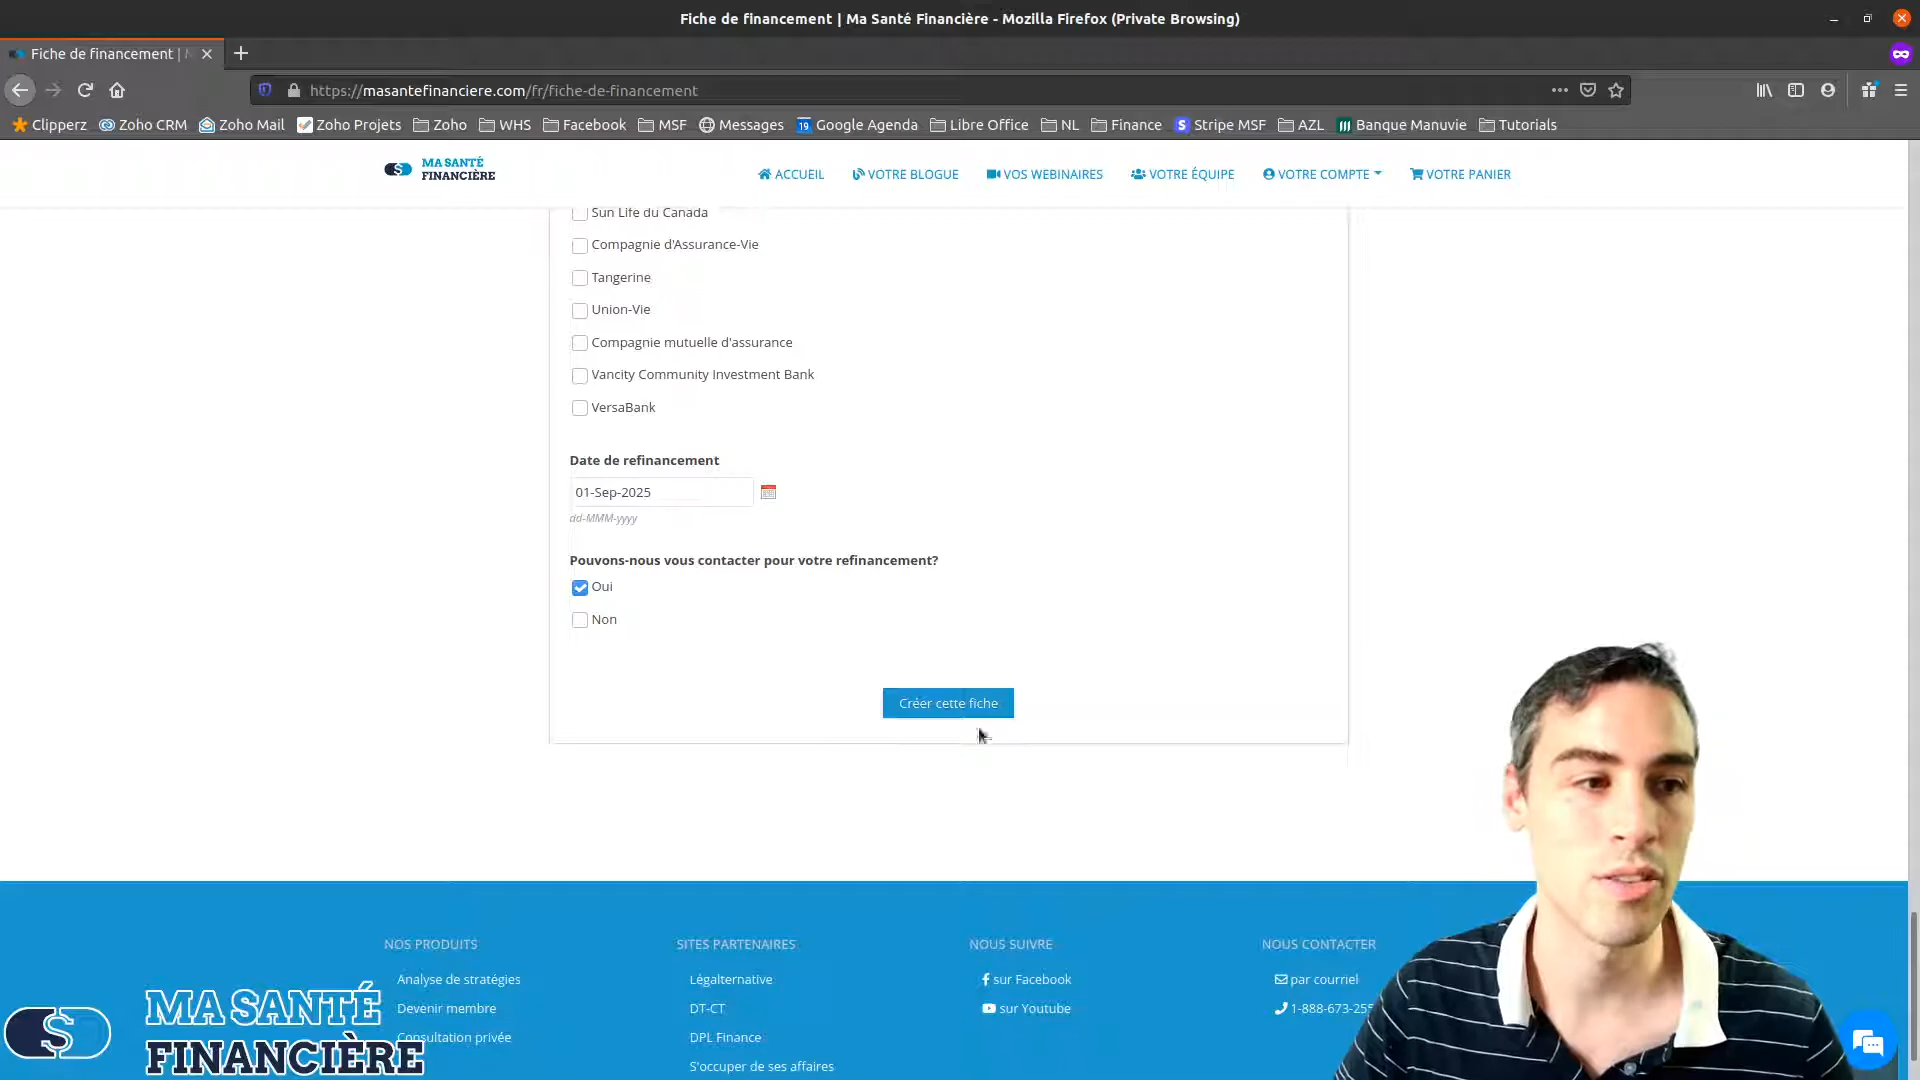 Fiche de financement | Ma Santé Financière - Mozilla Firefox (Private Browsing)
Fiche de financement |
https://masantefinanciere.com/fr/fiche-de-financement
Clipperz Zoho CRM Zoho Mail Zoho Projets Zoho WHS Facebook MSF Messages 19 Google Agenda Libre Office NL Finance S Stripe MSF AZL Banque Manuvie Tutorials
MA SANTÉ
FINANCIÈRE
ACCUEIL VOTRE BLOGUE VOS WEBINAIRES VOTRE ÉQUIPE VOTRE COMPTE VOTRE PANIER
Sun Life du Canada
Compagnie d'Assurance-Vie
Tangerine
Union-Vie
Compagnie mutuelle d'assurance
Vancity Community Investment Bank
VersaBank
Date de refinancement
01-Sep-2025
dd-MMM-yyyy
Pouvons-nous vous contacter pour votre refinancement?
Oui
Non
Créer cette fiche
NOS PRODUITS
Analyse de stratégies
Devenir membre
Consultation privée
SITES PARTENAIRES
Légalternative
DT-CT
DPL Finance
S'occuper de ses affaires
NOUS SUIVRE
sur Facebook
sur Youtube
NOUS CONTACTER
par courriel
1-888-673-255
MA SANTÉ
FINANCIÈRE